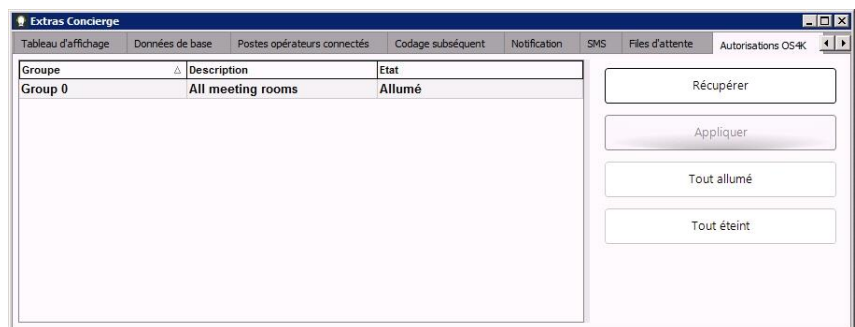 Extras Concierge
Tableau d'affichage Données de base Postes opérateurs connectés Codage subséquent Notification SMS Files d'attente Autorisations OS4K
Groupe Description Etat
Group 0 All meeting rooms Allumé
Récupérer
Appliquer
Tout allumé
Tout éteint